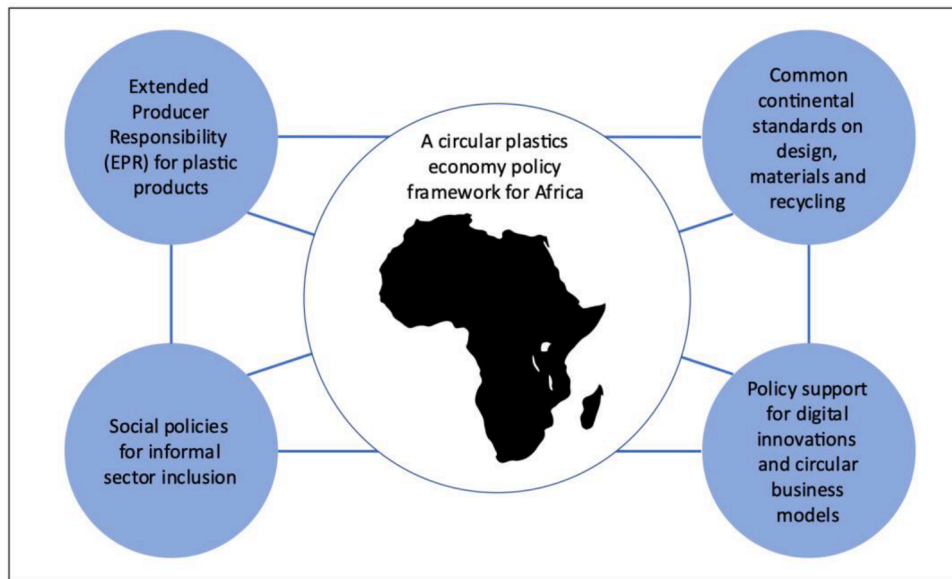 Extended
Producer
Responsibility
(EPR) for plastic
products
A circular plastics
economy policy
framework for Africa
Common
continental
standards on
design,
materials and
recycling
Social policies
for informal
sector inclusion
Policy support
for digital
innovations
and circular
business
models